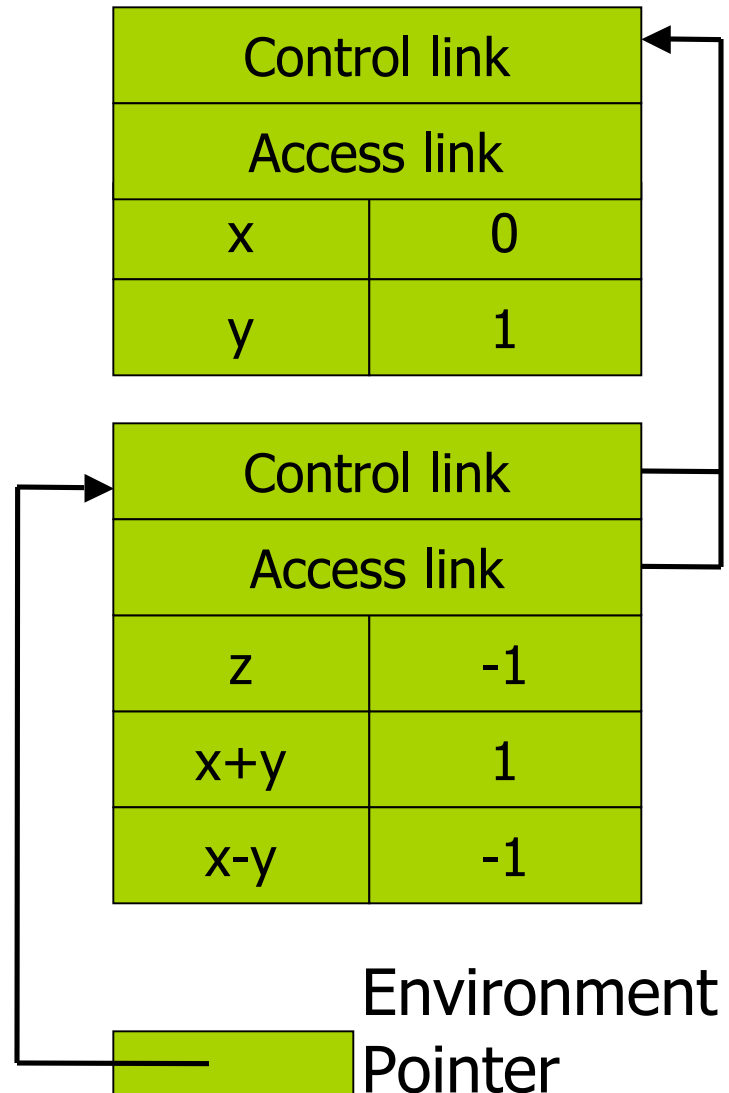 Control link
Access link
x 0
y 1
Control link
Access link
z -1
x+y 1
x-y -1
Environment
Pointer